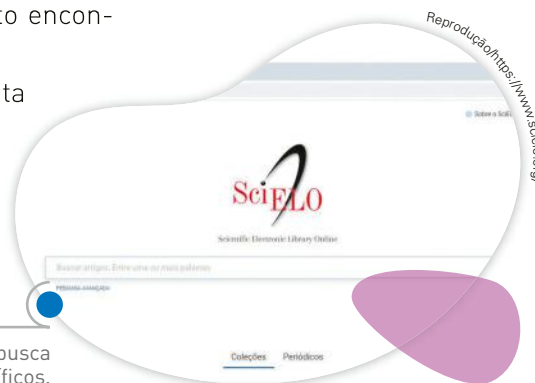 to encon-
ta
Reprodução/https://www.scielo.org/
Sobre o SciEL
SciELO
Scientific Electronic Library Online
Buscar artigos. Entre uma ou mais palavras
PESQUISA AVANÇADA
busca
ficos.
Coleções Periódicos